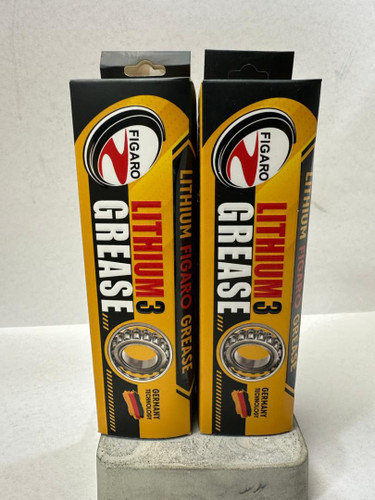 FIGARO
LITHIUM 3
GREASE
GERMANY
TECHNOLOGY
LITHIUM FIGARO GREASE
FIGARO
LITHIUM 3
GREASE
GERMANY
TECHNOLOGY
LITHIUM FIGARO GREASE